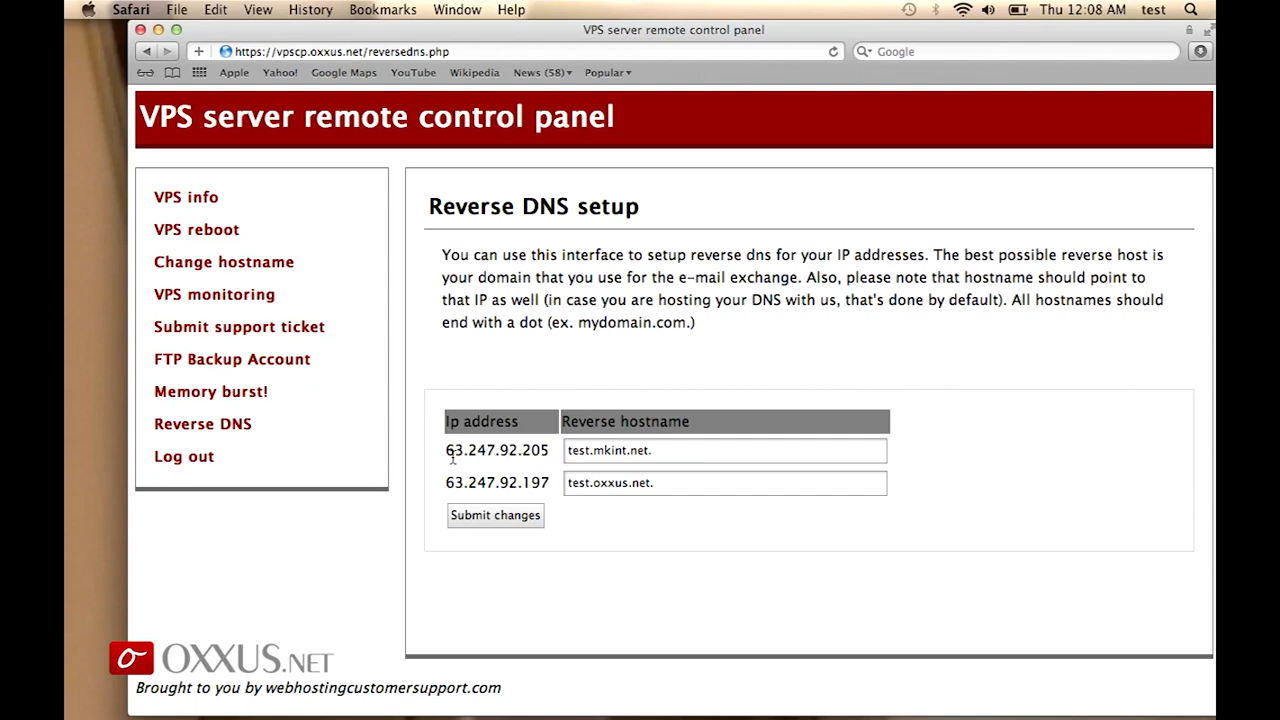 Safari File Edit View History Bookmarks Window Help Thu 12:08 AM test
VPS server remote control panel
https://vpscp.oxxus.net/reversedns.php Google
Apple Yahoo! Google Maps YouTube Wikipedia News (58) Popular
VPS server remote control panel
VPS info
VPS reboot
Change hostname
VPS monitoring
Submit support ticket
FTP Backup Account
Memory burst!
Reverse DNS
Log out
Reverse DNS setup
You can use this interface to setup reverse dns for your IP addresses. The best possible reverse host is
your domain that you use for the e-mail exchange. Also, please note that hostname should point to
that IP as well (in case you are hosting your DNS with us, that's done by default). All hostnames should
end with a dot (ex. mydomain.com.)
Ip address Reverse hostname
63.247.92.205 test.mkint.net.
63.247.92.197 test.oxxus.net.
Submit changes
OXXUS.NET
Brought to you by webhostingcustomersupport.com